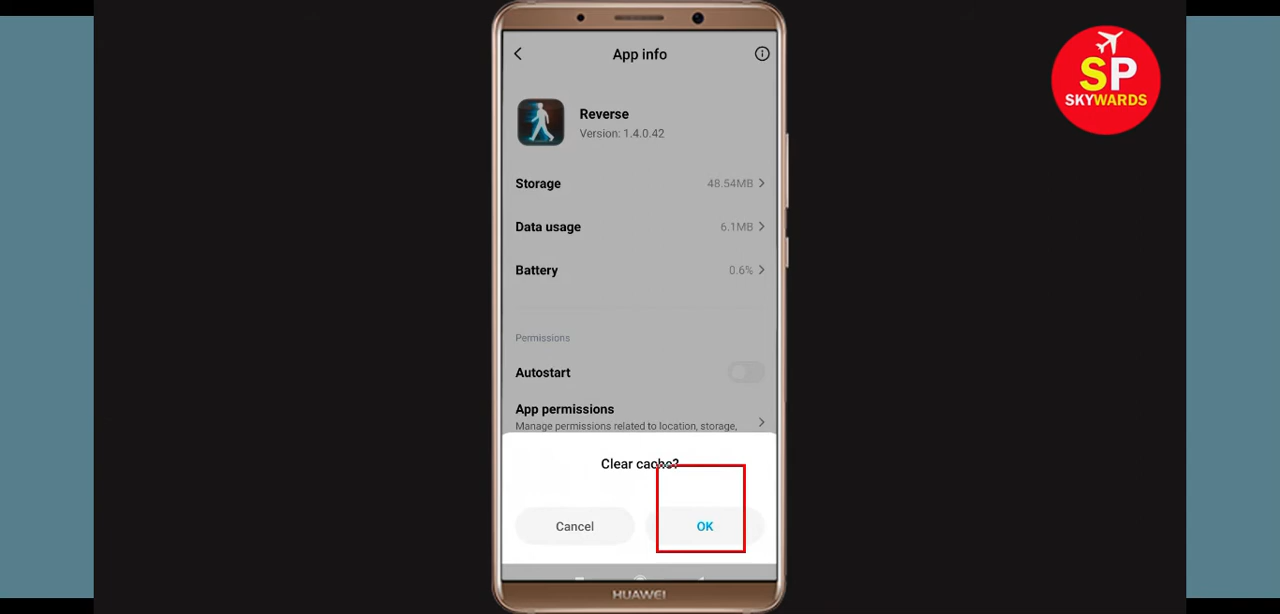 App info
SP
SKYWARDS
Reverse
Version: 1.4.0.42
Storage
48.54MB
Data usage
6.1MB
Battery
0.6%
Permissions
Autostart
App permissions
Manage permissions related to location, storage,
Clear cache?
Cancel
OK
HUAWEI